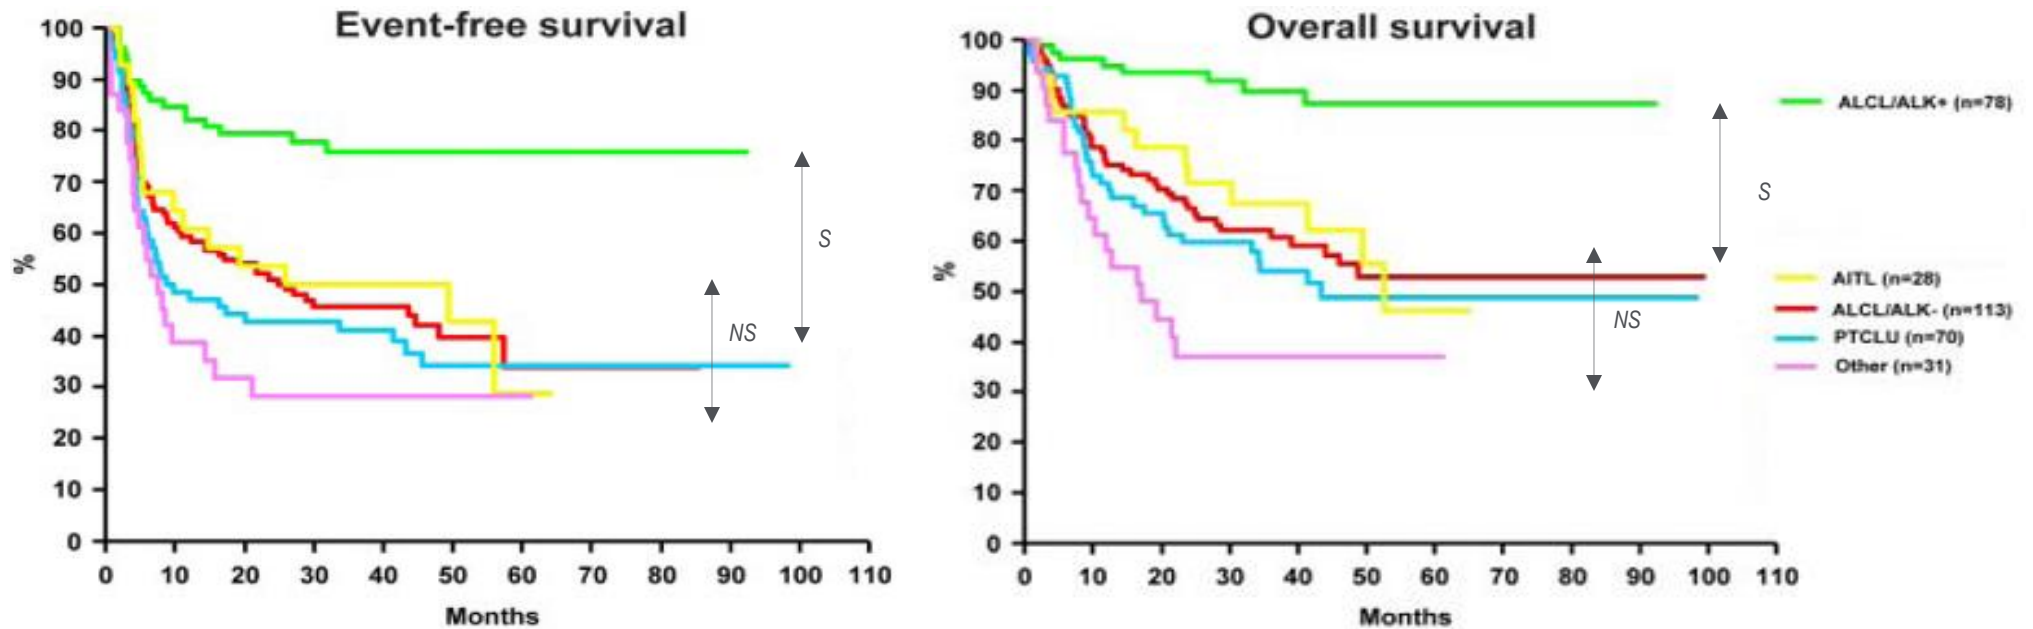 Event-free survival
100
90
80
70
60
50
40
30
20
10
0
%
0 10 20 30 40 50 60 70 80 90 100 110
Months
S
NS
Overall survival
100
90
80
70
60
50
40
30
20
10
0
%
0 10 20 30 40 50 60 70 80 90 100 110
Months
S
NS
ALCL/ALK+ (n=78)
AITL (n=28)
ALCL/ALK- (n=113)
PTCLU (n=70)
Other (n=31)